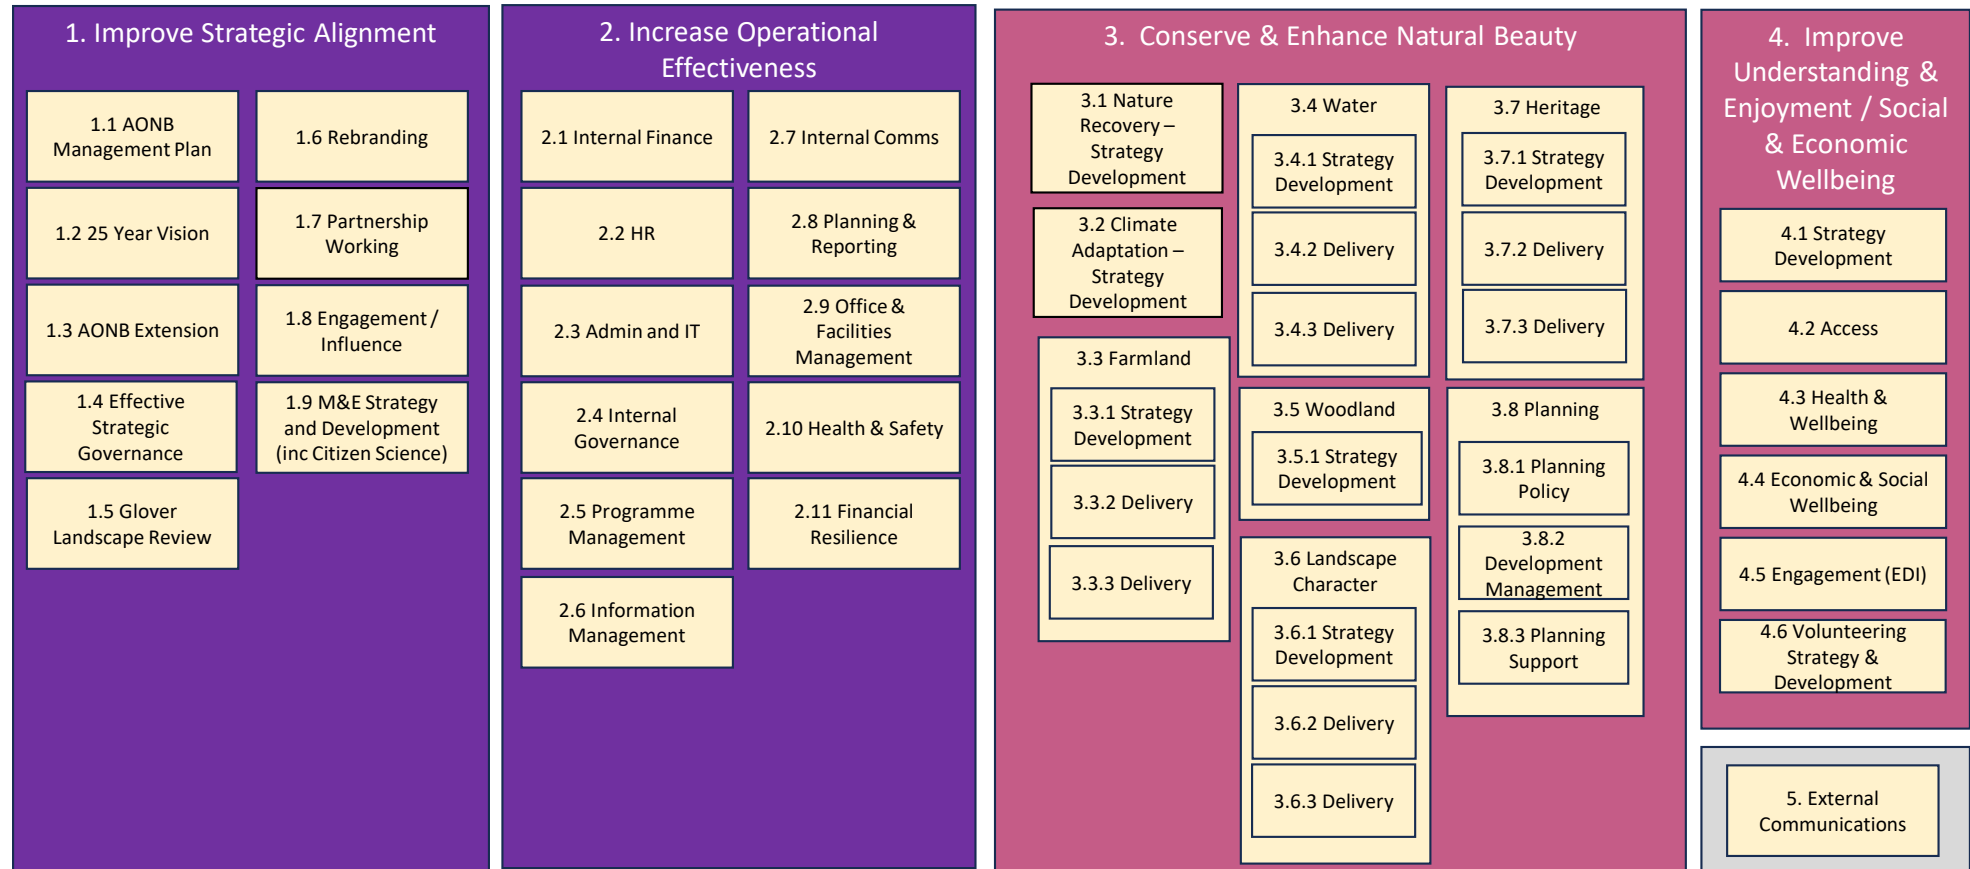 1. Improve Strategic Alignment
1.1 AONB
Management Plan
1.2 25 Year Vision
1.3 AONB Extension
1.4 Effective
Strategic
Governance
1.5 Glover
Landscape Review
1.6 Rebranding
1.7 Partnership
Working
1.8 Engagement /
Influence
1.9 M&E Strategy
and Development
(inc Citizen Science)
2. Increase Operational
Effectiveness
2.1 Internal Finance
2.2 HR
2.3 Admin and IT
2.4 Internal
Governance
2.5 Programme
Management
2.6 Information
Management
2.7 Internal Comms
2.8 Planning &
Reporting
2.9 Office &
Facilities
Management
2.10 Health & Safety
2.11 Financial
Resilience
3. Conserve & Enhance Natural Beauty
3.1 Nature
Recovery –
Strategy
Development
3.2 Climate
Adaptation –
Strategy
Development
3.3 Farmland
3.3.1 Strategy
Development
3.3.2 Delivery
3.3.3 Delivery
3.4 Water
3.4.1 Strategy
Development
3.4.2 Delivery
3.4.3 Delivery
3.5 Woodland
3.5.1 Strategy
Development
3.6 Landscape
Character
3.6.1 Strategy
Development
3.6.2 Delivery
3.6.3 Delivery
3.7 Heritage
3.7.1 Strategy
Development
3.7.2 Delivery
3.7.3 Delivery
3.8 Planning
3.8.1 Planning
Policy
3.8.2
Development
Management
3.8.3 Planning
Support
4. Improve
Understanding &
Enjoyment / Social
& Economic
Wellbeing
4.1 Strategy
Development
4.2 Access
4.3 Health &
Wellbeing
4.4 Economic & Social
Wellbeing
4.5 Engagement (EDI)
4.6 Volunteering
Strategy &
Development
5. External
Communications